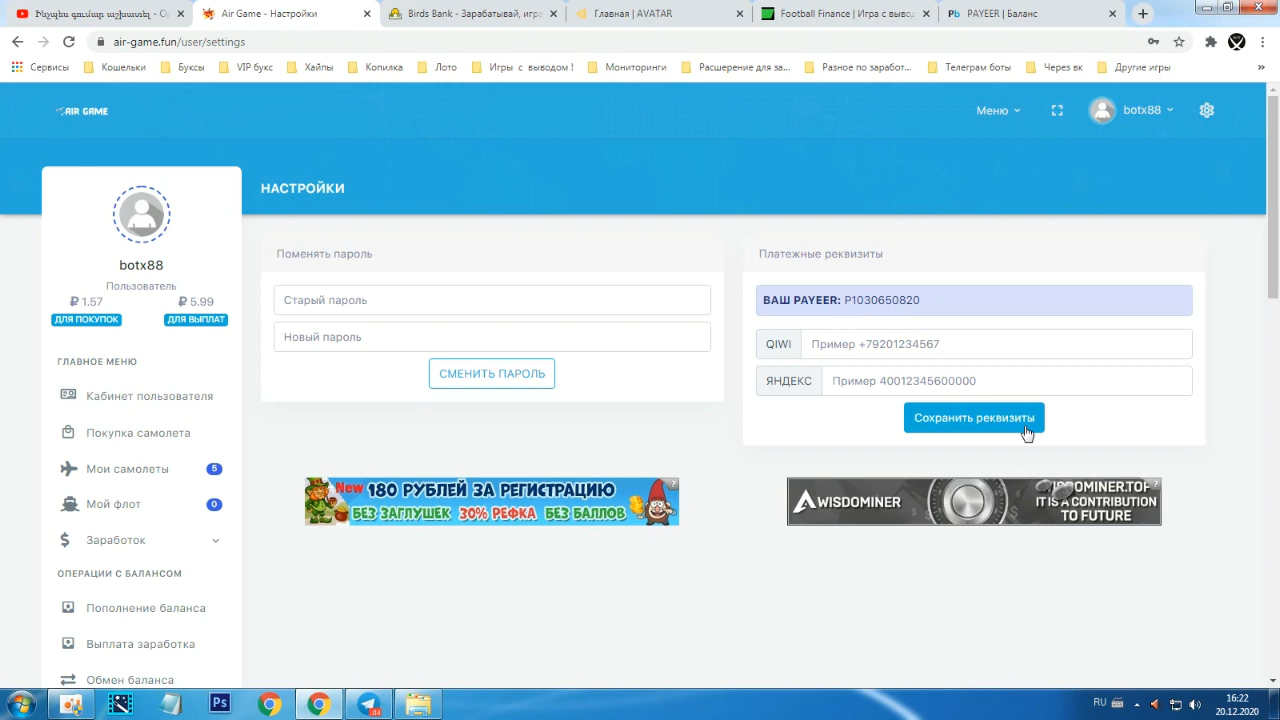 Ինչպես գումար աշխատել - G
Air Game - Настройки
Birds Bank - Зарабатывай, игро
Главная | AVATAR
Football Finance | Игра с вывод
PAYEER | Баланс
air-game.fun/user/settings
Сервисы
Кошельки
Буксы
VIP букс
Хайпы
Копилка
Лото
Игры с выводом !
Мониторинги
Расшерение для за...
Разное по заработ...
Телеграм боты
Через вк
Другие игры
AIR GAME
Меню
botx88
НАСТРОЙКИ
botx88
Пользователь
₽ 1.57
₽ 5.99
ДЛЯ ПОКУПОК
ДЛЯ ВЫПЛАТ
ГЛАВНОЕ МЕНЮ
Кабинет пользователя
Покупка самолета
Мои самолеты 5
Мой флот 0
Заработок
ОПЕРАЦИИ С БАЛАНСОМ
Пополнение баланса
Выплата заработка
Обмен баланса
Поменять пароль
Старый пароль
Новый пароль
СМЕНИТЬ ПАРОЛЬ
Платежные реквизиты
ВАШ PAYEER: P1030650820
QIWI Пример +79201234567
ЯНДЕКС Пример 40012345600000
Сохранить реквизиты
New 180 РУБЛЕЙ ЗА РЕГИСТРАЦИЮ
БЕЗ ЗАГЛУШЕК 30% РЕФКА БЕЗ БАЛЛОВ
WISDOMINER
IT IS A CONTRIBUTION
TO FUTURE
RU
16:22
20.12.2020